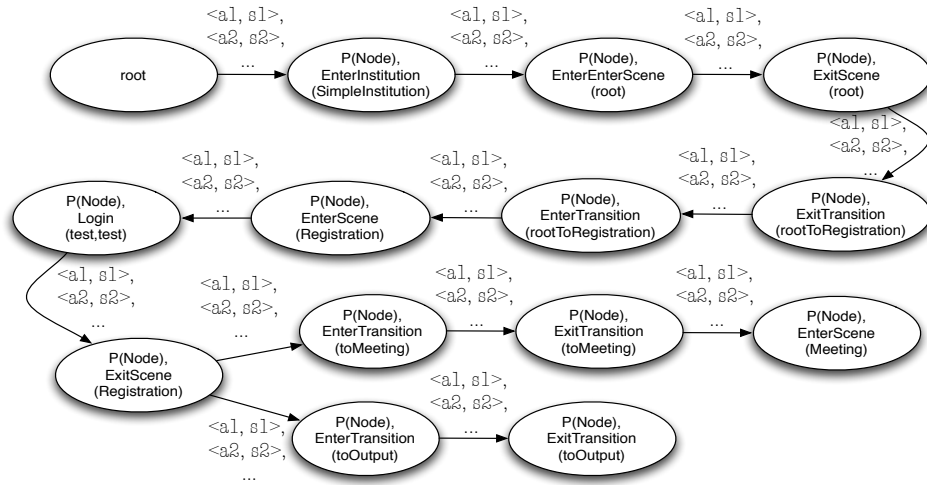 <a1, s1>,
<a2, s2>,
...
<a1, s1>,
<a2, s2>,
...
<a1, s1>,
<a2, s2>,
...
root
P(Node),
EnterInstitution
(SimpleInstitution)
P(Node),
EnterEnterScene
(root)
P(Node),
ExitScene
(root)
<a1, s1>,
<a2, s2>,
...
P(Node),
ExitTransition
(rootToRegistration)
<a1, s1>,
<a2, s2>,
...
P(Node),
EnterTransition
(rootToRegistration)
<a1, s1>,
<a2, s2>,
...
P(Node),
EnterScene
(Registration)
<a1, s1>,
<a2, s2>,
...
P(Node),
Login
(test,test)
<a1, s1>,
<a2, s2>,
...
P(Node),
ExitScene
(Registration)
<a1, s1>,
<a2, s2>,
...
P(Node),
EnterTransition
(toMeeting)
<a1, s1>,
<a2, s2>,
...
P(Node),
ExitTransition
(toMeeting)
<a1, s1>,
<a2, s2>,
...
P(Node),
EnterScene
(Meeting)
<a1, s1>,
<a2, s2>,
...
P(Node),
EnterTransition
(toOutput)
<a1, s1>,
<a2, s2>,
...
P(Node),
ExitTransition
(toOutput)